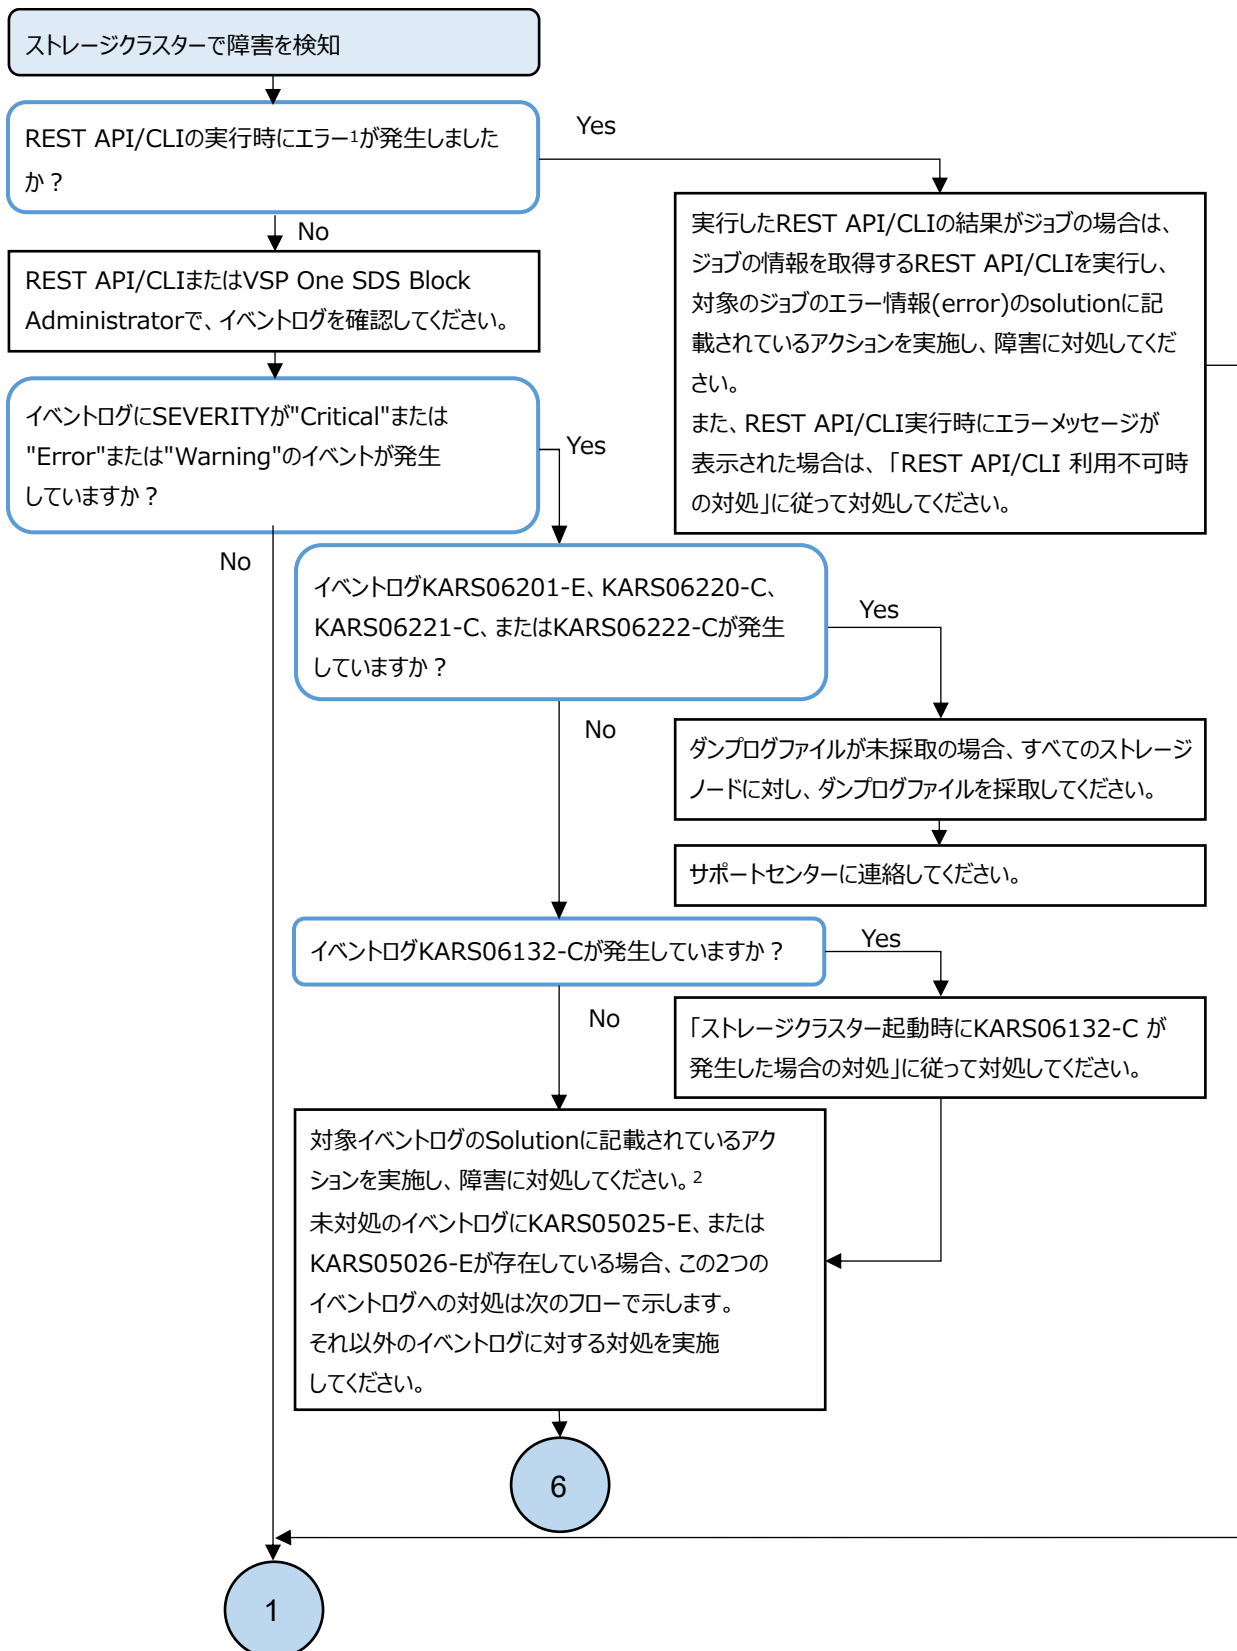 ストレージクラスターで障害を検知
REST API/CLIの実行時にエラー1が発生しました
か？
Yes
No
実行したREST API/CLIの結果がジョブの場合は、
ジョブの情報を取得するREST API/CLIを実行し、
対象のジョブのエラー情報(error)のsolutionに記
載されているアクションを実施し、障害に対処してくだ
さい。
また、REST API/CLI実行時にエラーメッセージが
表示された場合は、「REST API/CLI 利用不可時
の対処」に従って対処してください。
REST API/CLIまたはVSP One SDS Block
Administratorで、イベントログを確認してください。
イベントログにSEVERITYが"Critical"または
"Error"または"Warning"のイベントが発生
していますか？
Yes
No
イベントログKARS06201-E、KARS06220-C、
KARS06221-C、またはKARS06222-Cが発生
していますか？
Yes
No
ダンプログファイルが未採取の場合、すべてのストレージ
ノードに対し、ダンプログファイルを採取してください。
サポートセンターに連絡してください。
イベントログKARS06132-Cが発生していますか？
Yes
No
「ストレージクラスター起動時にKARS06132-C が
発生した場合の対処」に従って対処してください。
対象イベントログのSolutionに記載されているアク
ションを実施し、障害に対処してください。2
未対処のイベントログにKARS05025-E、または
KARS05026-Eが存在している場合、この2つの
イベントログへの対処は次のフローで示します。
それ以外のイベントログに対する対処を実施
してください。
6
1